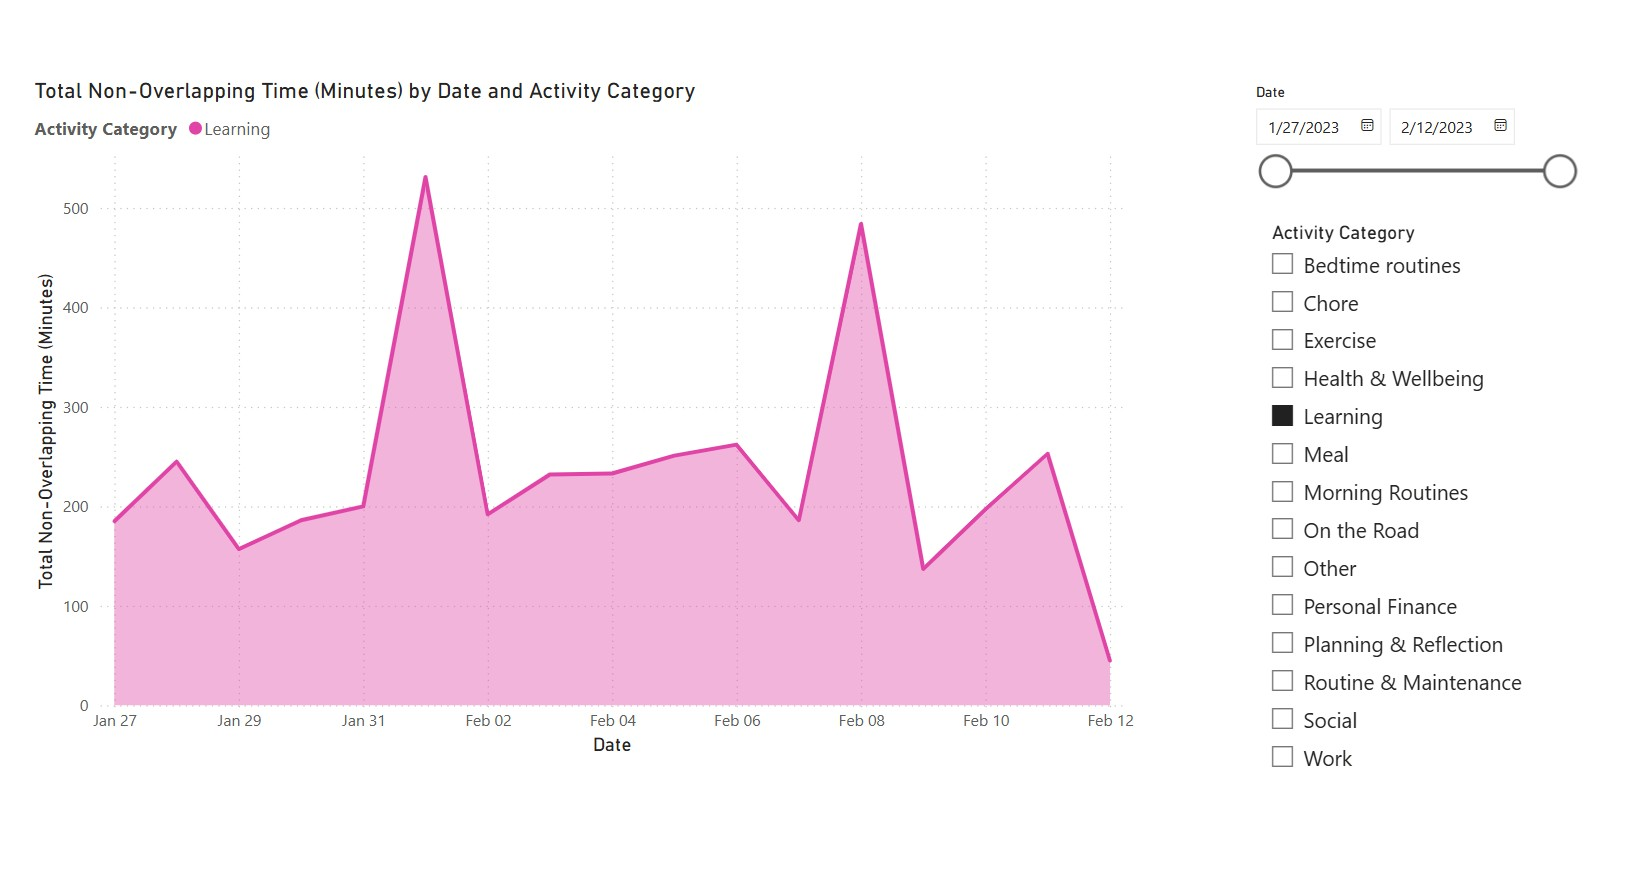 Total Non-Overlapping Time (Minutes) by Date and Activity Category
Activity Category Learning
500
400
300
200
100
0
Total Non-Overlapping Time (Minutes)
Jan 27 Jan 29 Jan 31 Feb 02 Feb 04 Feb 06 Feb 08 Feb 10 Feb 12
Date
Date
1/27/2023 2/12/2023
Activity Category
Bedtime routines
Chore
Exercise
Health & Wellbeing
Learning
Meal
Morning Routines
On the Road
Other
Personal Finance
Planning & Reflection
Routine & Maintenance
Social
Work